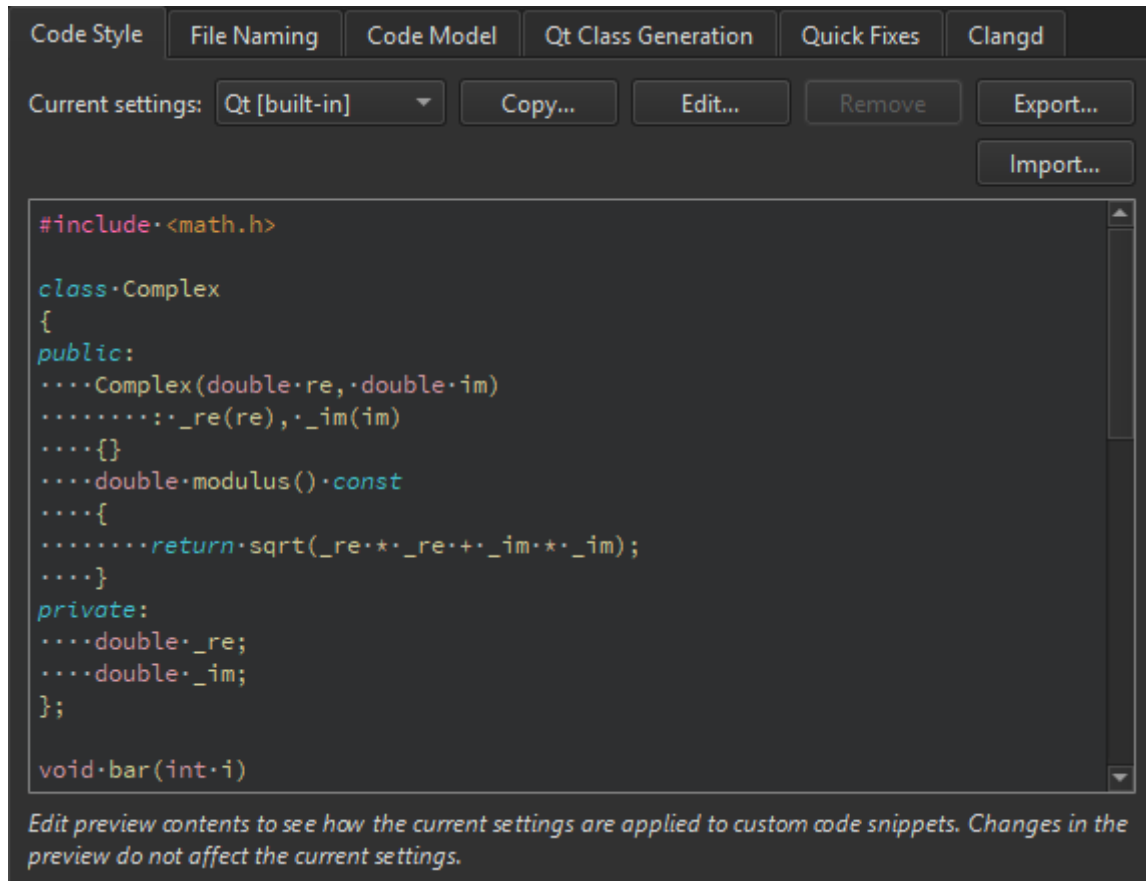 Code Style File Naming Code Model Qt Class Generation Quick Fixes Clangd
Current settings: Qt [built-in] Copy... Edit... Remove Export...
Import...
#include·<math.h>
class·Complex
{
public:
····Complex(double·re,·double·im)
········:·_re(re),·_im(im)
····{}
····double·modulus()·const
····{
········return·sqrt(_re·*·_re·+·_im·*·_im);
····}
private:
····double·_re;
····double·_im;
};
void·bar(int·i)
Edit preview contents to see how the current settings are applied to custom code snippets. Changes in the
preview do not affect the current settings.